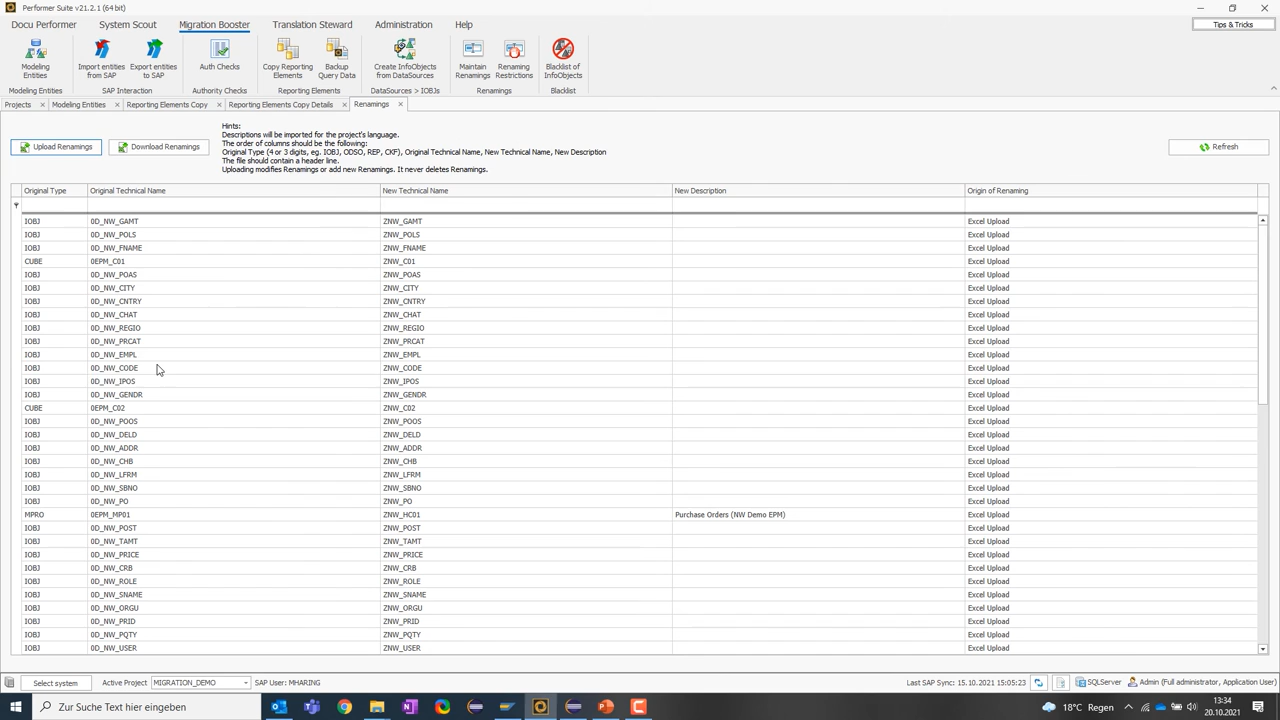 Performer Suite v21.2.1 (64 bit)
Docu Performer System Scout Migration Booster Translation Steward Administration Help
Tips & Tricks
Modeling Entities
Import entities from SAP
Export entities to SAP
Auth Checks
Copy Reporting Elements
Backup Query Data
Create InfoObjects from DataSources
Maintain Renamings
Renaming Restrictions
Blacklist of InfoObjects
Modeling Entities SAP Interaction Authority Checks Reporting Elements DataSources > IOBJs Renamings Blacklist
Projects Modeling Entities Reporting Elements Copy Reporting Elements Copy Details Renamings
Upload Renamings Download Renamings
Hints:
Descriptions will be imported for the project's language.
The order of columns should be the following:
Original Type (4 or 3 digits, eg. IOBJ, ODSO, REP, CKF), Original Technical Name, New Technical Name, New Description
The file should contain a header line.
Uploading modifies Renamings or add new Renamings. It never deletes Renamings.
Refresh
Original Type Original Technical Name New Technical Name New Description Origin of Renaming
IOBJ 0D_NW_GAMT ZNW_GAMT Excel Upload
IOBJ 0D_NW_POLS ZNW_POLS Excel Upload
IOBJ 0D_NW_FNAME ZNW_FNAME Excel Upload
CUBE 0EPM_C01 ZNW_C01 Excel Upload
IOBJ 0D_NW_POAS ZNW_POAS Excel Upload
IOBJ 0D_NW_CITY ZNW_CITY Excel Upload
IOBJ 0D_NW_CNTRY ZNW_CNTRY Excel Upload
IOBJ 0D_NW_CHAT ZNW_CHAT Excel Upload
IOBJ 0D_NW_REGIO ZNW_REGIO Excel Upload
IOBJ 0D_NW_PRCAT ZNW_PRCAT Excel Upload
IOBJ 0D_NW_EMPL ZNW_EMPL Excel Upload
IOBJ 0D_NW_CODE ZNW_CODE Excel Upload
IOBJ 0D_NW_IPOS ZNW_IPOS Excel Upload
IOBJ 0D_NW_GENDR ZNW_GENDR Excel Upload
CUBE 0EPM_C02 ZNW_C02 Excel Upload
IOBJ 0D_NW_POOS ZNW_POOS Excel Upload
IOBJ 0D_NW_DELD ZNW_DELD Excel Upload
IOBJ 0D_NW_ADDR ZNW_ADDR Excel Upload
IOBJ 0D_NW_CHB ZNW_CHB Excel Upload
IOBJ 0D_NW_LFRM ZNW_LFRM Excel Upload
IOBJ 0D_NW_SBNO ZNW_SBNO Excel Upload
IOBJ 0D_NW_PO ZNW_PO Excel Upload
MPRO 0EPM_MP01 ZNW_HC01 Purchase Orders (NW Demo EPM) Excel Upload
IOBJ 0D_NW_POST ZNW_POST Excel Upload
IOBJ 0D_NW_TAMT ZNW_TAMT Excel Upload
IOBJ 0D_NW_PRICE ZNW_PRICE Excel Upload
IOBJ 0D_NW_CRB ZNW_CRB Excel Upload
IOBJ 0D_NW_ROLE ZNW_ROLE Excel Upload
IOBJ 0D_NW_SNAME ZNW_SNAME Excel Upload
IOBJ 0D_NW_ORGU ZNW_ORGU Excel Upload
IOBJ 0D_NW_PRID ZNW_PRID Excel Upload
IOBJ 0D_NW_PQTY ZNW_PQTY Excel Upload
IOBJ 0D_NW_USER ZNW_USER Excel Upload
Select system Active Project MIGRATION_DEMO SAP User: MHARING Last SAP Sync: 15.10.2021 15:05:23 SQLServer Admin (Full administrator, Application User)
Zur Suche Text hier eingeben 18°C Regen 13:34
20.10.2021